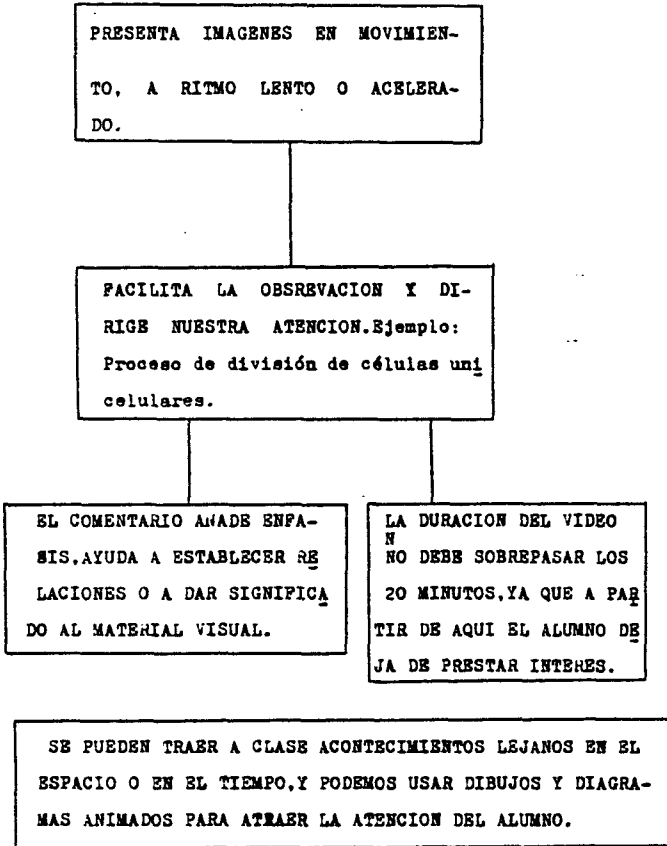 PRESENTA IMAGENES EN MOVIMIEN-
TO, A RITMO LENTO O ACELERA-
DO.
FACILITA LA OBSREVACION Y DI-
RIGE NUESTRA ATENCION.Ejemplo:
Proceso de división de células uni
celulares.
EL COMENTARIO AÑADE ENFA-
SIS,AYUDA A ESTABLECER RE
LACIONES O A DAR SIGNIFICA
DO AL MATERIAL VISUAL.
LA DURACION DEL VIDEO
N
NO DEBE SOBREPASAR LOS
20 MINUTOS,YA QUE A PAR
TIR DE AQUI EL ALUMNO DE
JA DE PRESTAR INTERES.
SE PUEDEN TRAER A CLASE ACONTECIMIENTOS LEJANOS EN EL
ESPACIO O EN EL TIEMPO,Y PODEMOS USAR DIBUJOS Y DIAGRA-
MAS ANIMADOS PARA ATRAER LA ATENCION DEL ALUMNO.